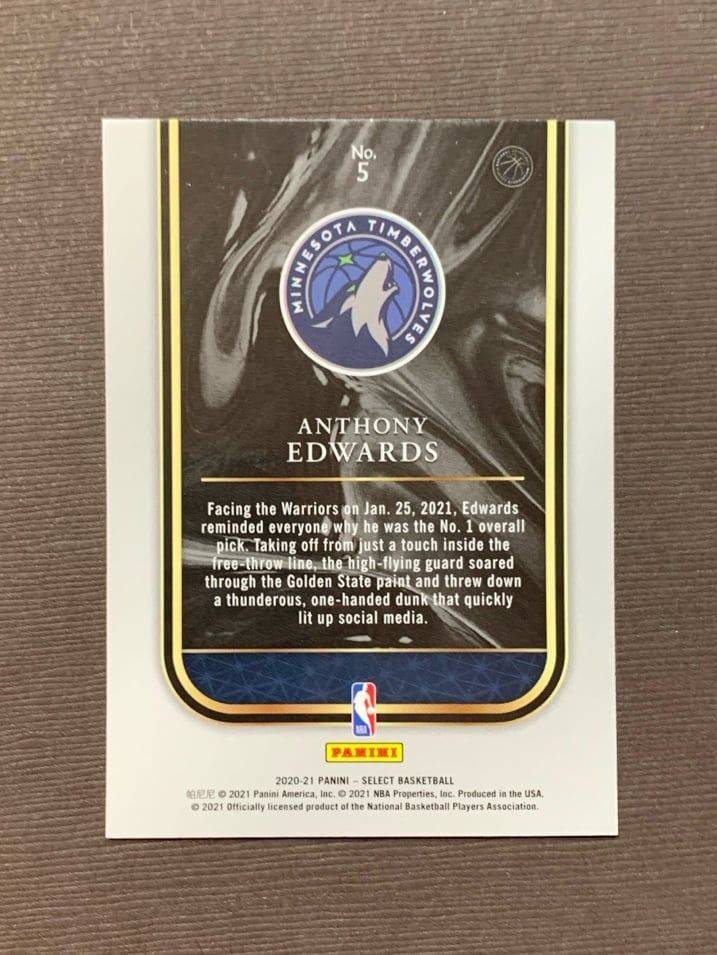 No.
5
MINNESOTA TIMBERWOLVES
ANTHONY
EDWARDS
Facing the Warriors on Jan. 25, 2021, Edwards
reminded everyone why he was the No. 1 overall
pick. Taking off from just a touch inside the
free-throw line, the high-flying guard soared
through the Golden State paint and threw down
a thunderous, one-handed dunk that quickly
lit up social media.
NBA
PANINI
2020-21 PANINI – SELECT BASKETBALL
帕尼尼 © 2021 Panini America, Inc. © 2021 NBA Properties, Inc. Produced in the USA.
© 2021 Officially licensed product of the National Basketball Players Association.